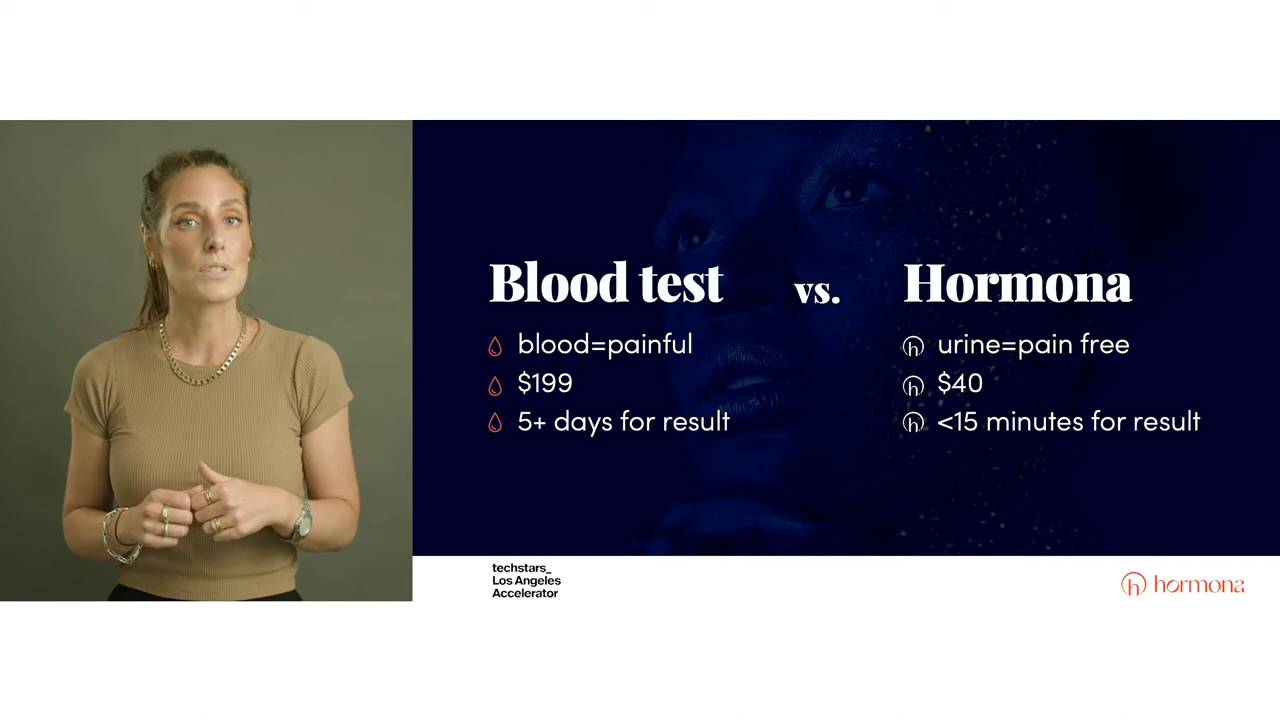 Blood test
vs.
Hormona
blood=painful
$199
5+ days for result
urine=pain free
$40
<15 minutes for result
techstars_
Los Angeles
Accelerator
hormona